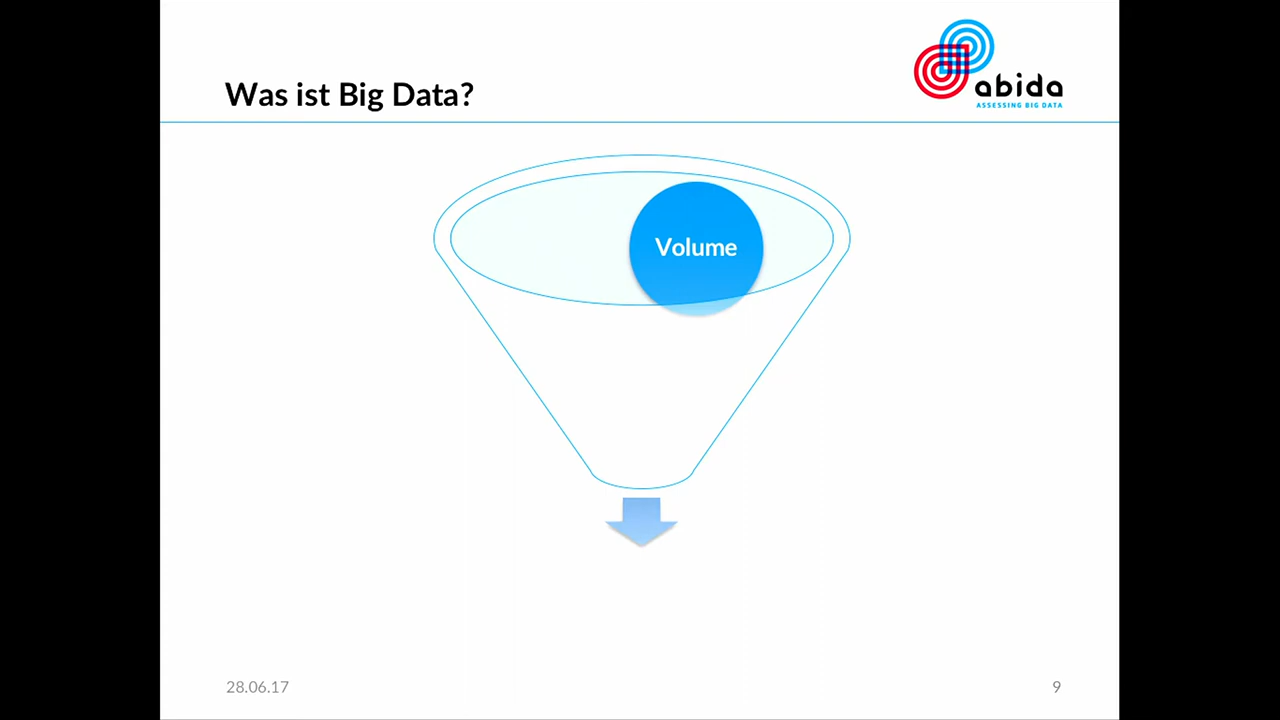 Was ist Big Data?
abida
ASSESSING BIG DATA
Volume
28.06.17
9